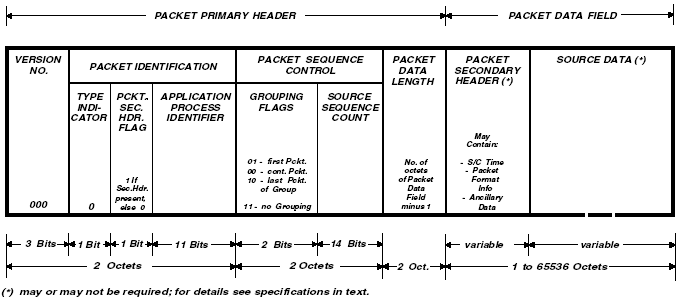 PACKET PRIMARY HEADER
PACKET DATA FIELD
VERSION
NO.
PACKET IDENTIFICATION
PACKET SEQUENCE
CONTROL
PACKET
DATA
LENGTH
PACKET
SECONDARY
HEADER (*)
SOURCE DATA (*)
TYPE
INDI-
CATOR
PCKT.
SEC.
HDR.
FLAG
APPLICATION
PROCESS
IDENTIFIER
GROUPING
FLAGS
SOURCE
SEQUENCE
COUNT
000
0
1 If
Sec.Hdr.
present,
else 0
01 - first Pckt.
00 - cont. Pckt.
10 - last Pckt.
of Group
11 - no Grouping
No. of
octets
of Packet
Data
Field
minus 1
May
Contain:
- S/C Time
- Packet
Format
Info
- Ancillary
Data
3 Bits
1 Bit
1 Bit
11 Bits
2 Bits
14 Bits
variable
variable
2 Octets
2 Octets
2 Oct.
1 to 65536 Octets
(*) may or may not be required; for details see specifications in text.